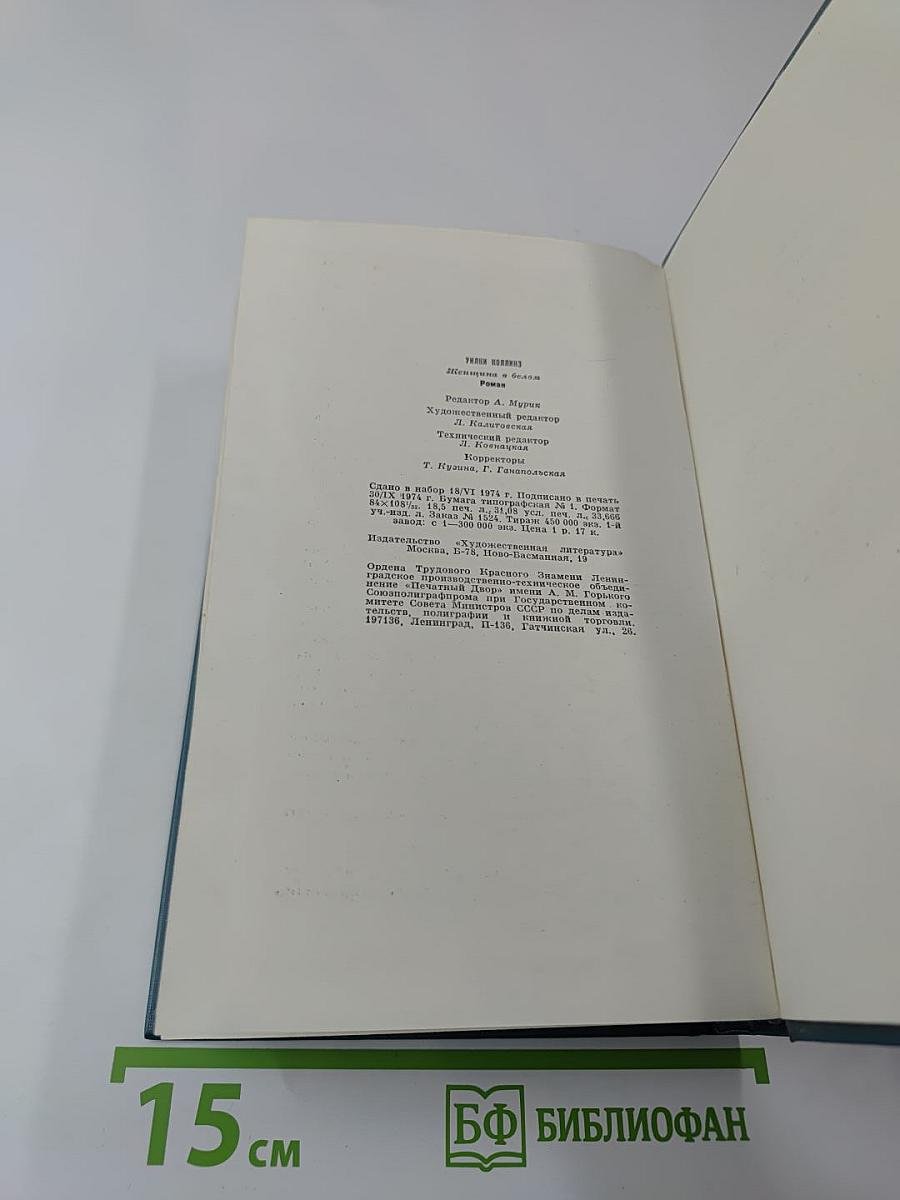 УИЛКИ КОЛЛИНЗ
Женщина в белом
Роман
Редактор А. Мурик
Художественный редактор
Л. Калитовская
Технический редактор
Л. Ковнацкая
Корректоры
Т. Кузина, Г. Ганапольская
Сдано в набор 18/VI 1974 г. Подписано в печать
30/IX 1974 г. Бумага типографская № 1. Формат
84×108¹/₃₂. 18,5 печ. л., 31,08 усл. печ. л., 33,666
уч.-изд. л. Заказ № 1524. Тираж 450 000 экз. 1-й
завод: с 1—300 000 экз. Цена 1 р. 17 к.
Издательство «Художественная литература»
Москва, Б-78, Ново-Басманная, 19
Ордена Трудового Красного Знамени Ленин-
градское производственно-техническое объеди-
нение «Печатный Двор» имени А. М. Горького
Союзполиграфпрома при Государственном ко-
митете Совета Министров СССР по делам изда-
тельств, полиграфии и книжной торговли.
197136, Ленинград, П-136, Гатчинская ул., 26.
15 см
БФ БИБЛИОФАН